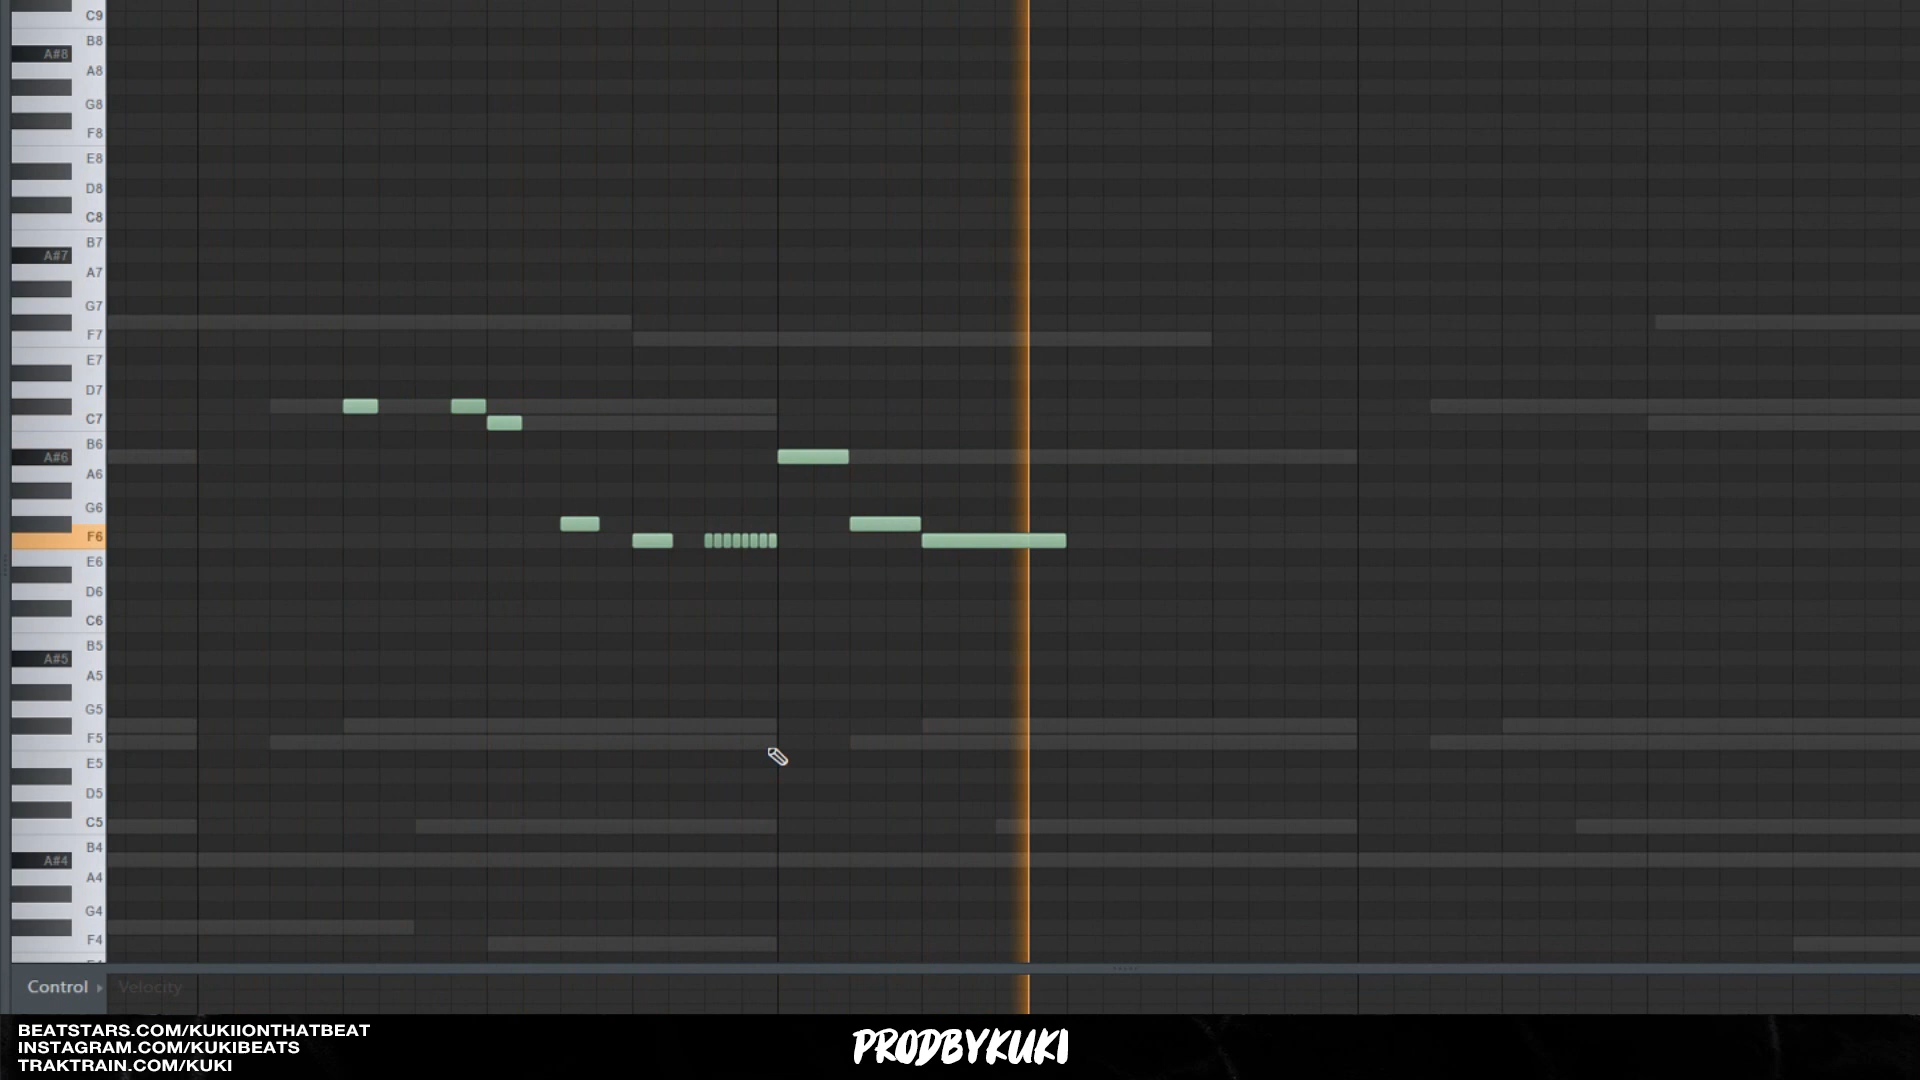 C9
B8
A#8
A8
G8
F8
E8
D8
C8
B7
A#7
A7
G7
F7
E7
D7
C7
B6
A#6
A6
G6
F6
E6
D6
C6
B5
A#5
A5
G5
F5
E5
D5
C5
B4
A#4
A4
G4
F4
Control Velocity
BEATSTARS.COM/KUKIIONTHATBEAT
INSTAGRAM.COM/KUKIBEATS
TRAKTRAIN.COM/KUKI
PRODBYKUKI